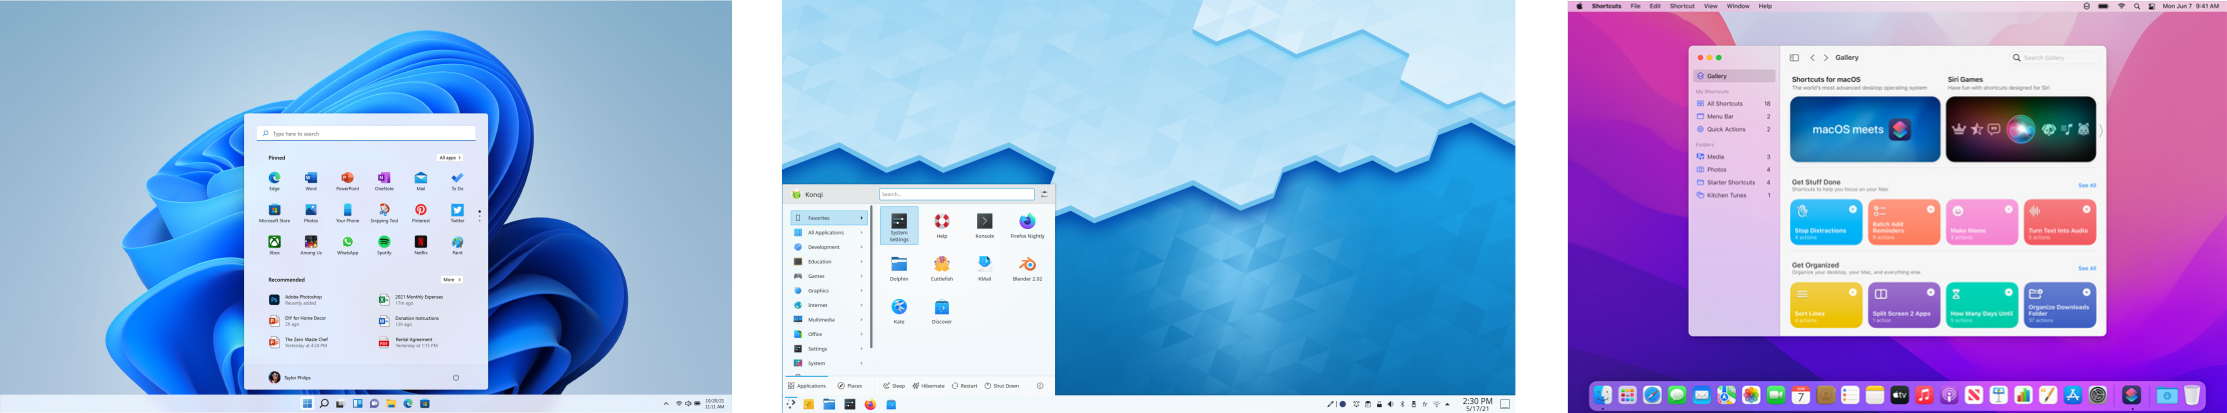 Type here to search
Pinned
All apps >
Edge
Word
PowerPoint
OneNote
Mail
To Do
Microsoft Store
Photos
Your Phone
Snipping Tool
Pinterest
Twitter
Xbox
Among Us
WhatsApp
Spotify
Netflix
Paint
Recommended
More >
Adobe Photoshop
Recently added
2021 Monthly Expenses
17m ago
DIY for Home Decor
2h ago
Donation Instructions
12h ago
The Zero-Waste Chef
Yesterday at 4:24 PM
Rental Agreement
Yesterday at 1:15 PM
Taylor Philips
10/20/21
11:11 AM
Konqi
Search...
Favorites
All Applications
Development
Education
Games
Graphics
Internet
Multimedia
Office
Settings
System
System
Settings
Help
Konsole
Firefox Nightly
Dolphin
Cuttlefish
KMail
Blender 2.92
Kate
Discover
Applications
Places
Sleep
Hibernate
Restart
Shut Down
fr
2:30 PM
5/17/21
Shortcuts File Edit Shortcut View Window Help
Mon Jun 7 9:41 AM
Gallery
My Shortcuts
All Shortcuts 18
Menu Bar 2
Quick Actions 2
Folders
Media 3
Photos 4
Starter Shortcuts 4
Kitchen Tunes 1
Gallery
Search Gallery
Shortcuts for macOS
The world's most advanced desktop operating system
Siri Games
Have fun with shortcuts designed for Siri
macOS meets
Get Stuff Done
Shortcuts to help you focus on your Mac
See All
Stop Distractions
4 actions
Batch Add
Reminders
Make Meme
Turn Text Into Audio
Get Organized
Organize your desktop, your Mac, and everything else
See All
Sort Lines
4 actions
Split Screen 2 Apps
1 action
How Many Days Until
Organize Downloads
Folder
37 actions
JUN
7
tv